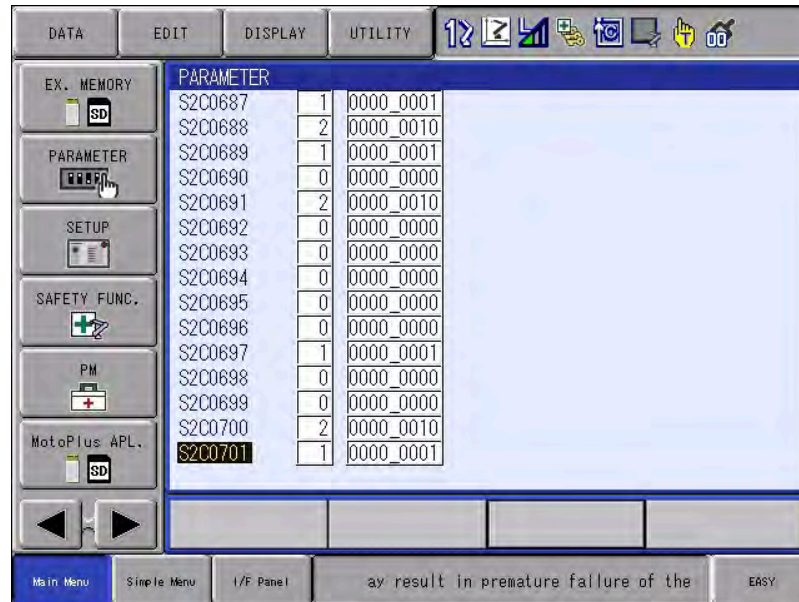 DATA EDIT DISPLAY UTILITY
EX. MEMORY
SD
PARAMETER
SETUP
SAFETY FUNC.
PM
MotoPlus APL.
SD
PARAMETER
S2C0687 1 0000_0001
S2C0688 2 0000_0010
S2C0689 1 0000_0001
S2C0690 0 0000_0000
S2C0691 2 0000_0010
S2C0692 0 0000_0000
S2C0693 0 0000_0000
S2C0694 0 0000_0000
S2C0695 0 0000_0000
S2C0696 0 0000_0000
S2C0697 1 0000_0001
S2C0698 0 0000_0000
S2C0699 0 0000_0000
S2C0700 2 0000_0010
S2C0701 1 0000_0001
Main Menu Simple Menu I/F Panel ay result in premature failure of the EASY